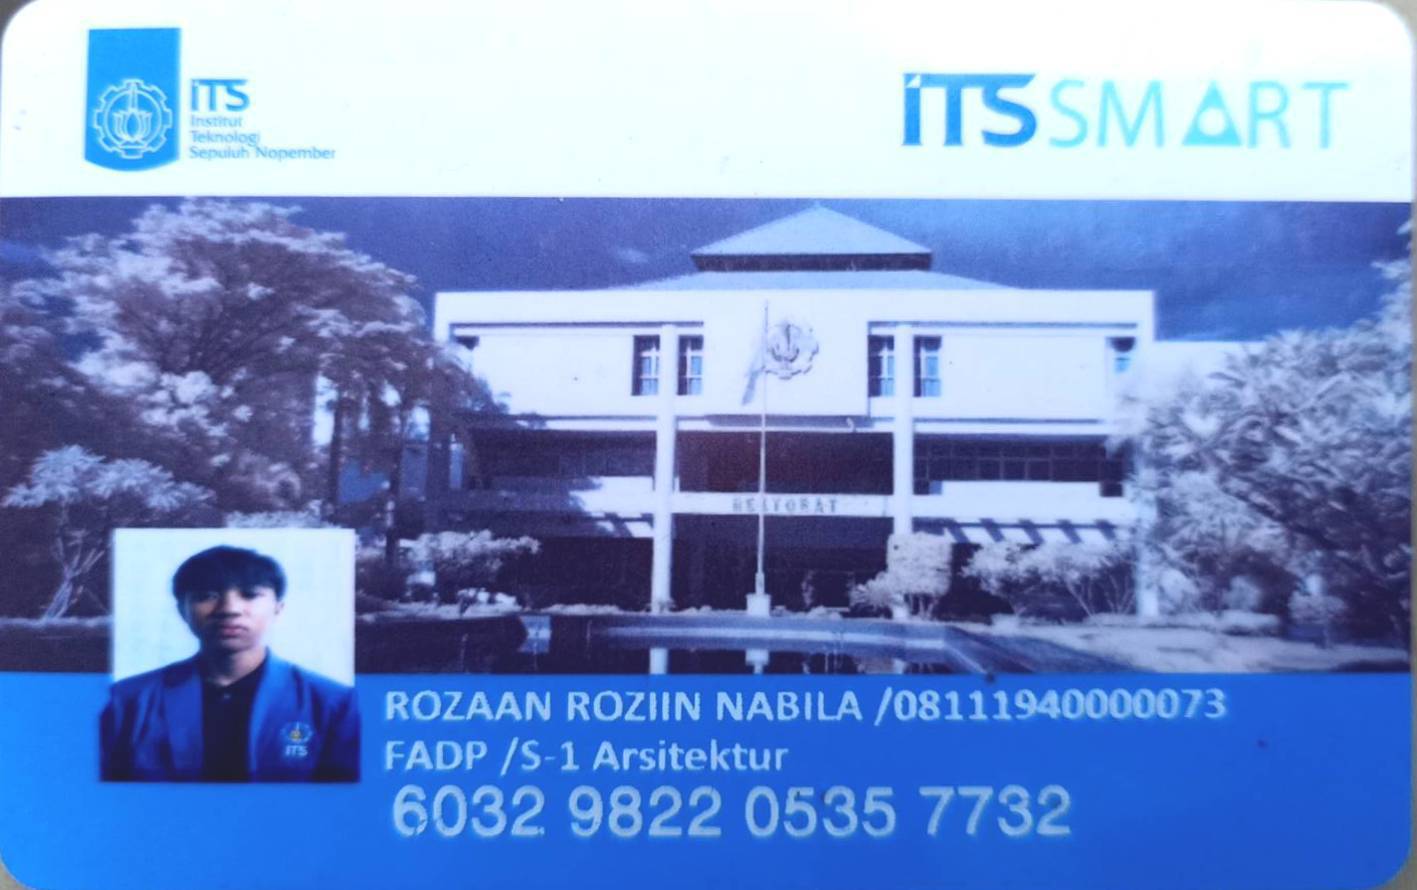 iTS
Institut
Teknologi
Sepuluh Nopember
iTS SMART
REKTORAT
iTS
ROZAAN ROZIIN NABILA /08111940000073
FADP /S-1 Arsitektur
6032 9822 0535 7732